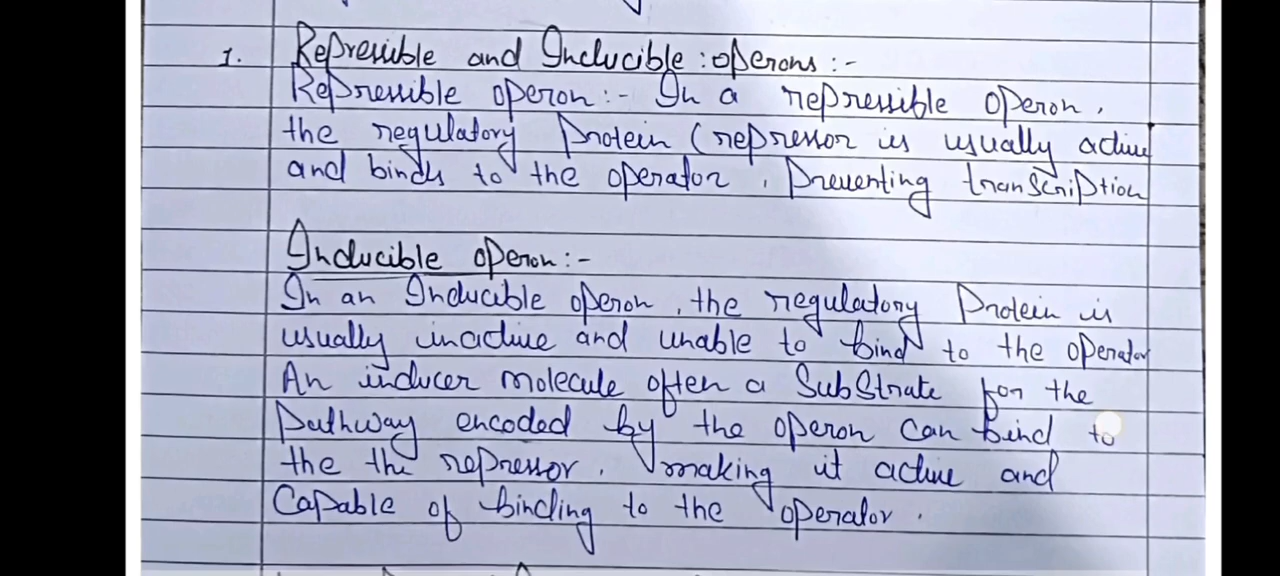 1. Repressible and Inducible : operons :-
Repressible operon :- In a repressible operon,
the regulatory protein (repressor is usually active
and binds to the operator, preventing transcription
Inducible operon :-
In an Inducible operon, the regulatory protein is
usually inactive and unable to bind to the operator
An inducer molecule often a substrate for the
pathway encoded by the operon can bind to
the the repressor, making it active and
capable of binding to the operator.